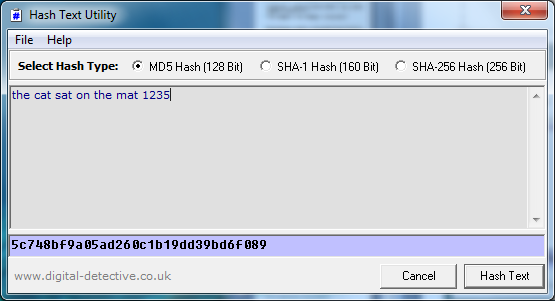 Hash Text Utility
File Help
Select Hash Type: MD5 Hash (128 Bit) SHA-1 Hash (160 Bit) SHA-256 Hash (256 Bit)
the cat sat on the mat 1235
5c748bf9a05ad260c1b19dd39bd6f089
www.digital-detective.co.uk Cancel Hash Text